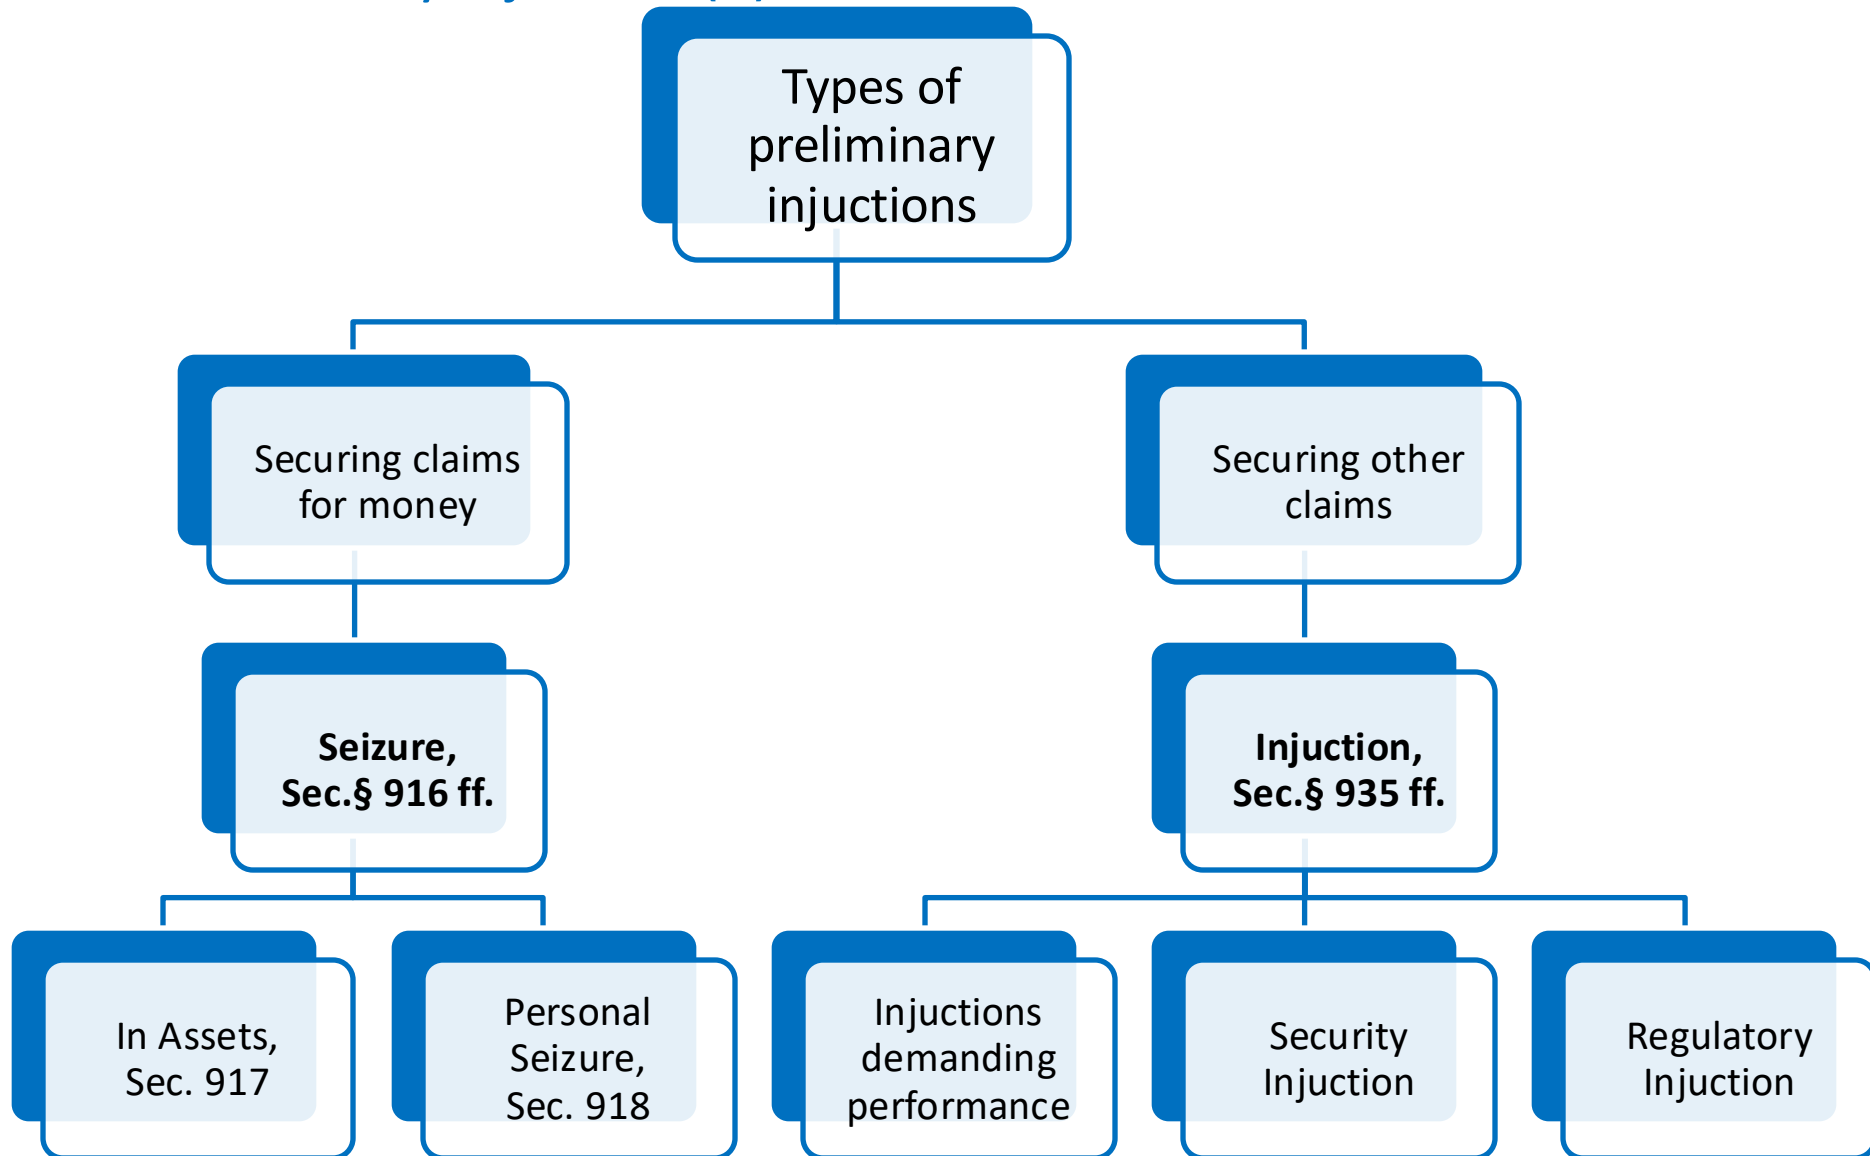 Types of
preliminary
injuctions
Securing claims
for money
Securing other
claims
Seizure,
Sec.§ 916 ff.
Injuction,
Sec.§ 935 ff.
In Assets,
Sec. 917
Personal
Seizure,
Sec. 918
Injuctions
demanding
performance
Security
Injuction
Regulatory
Injuction